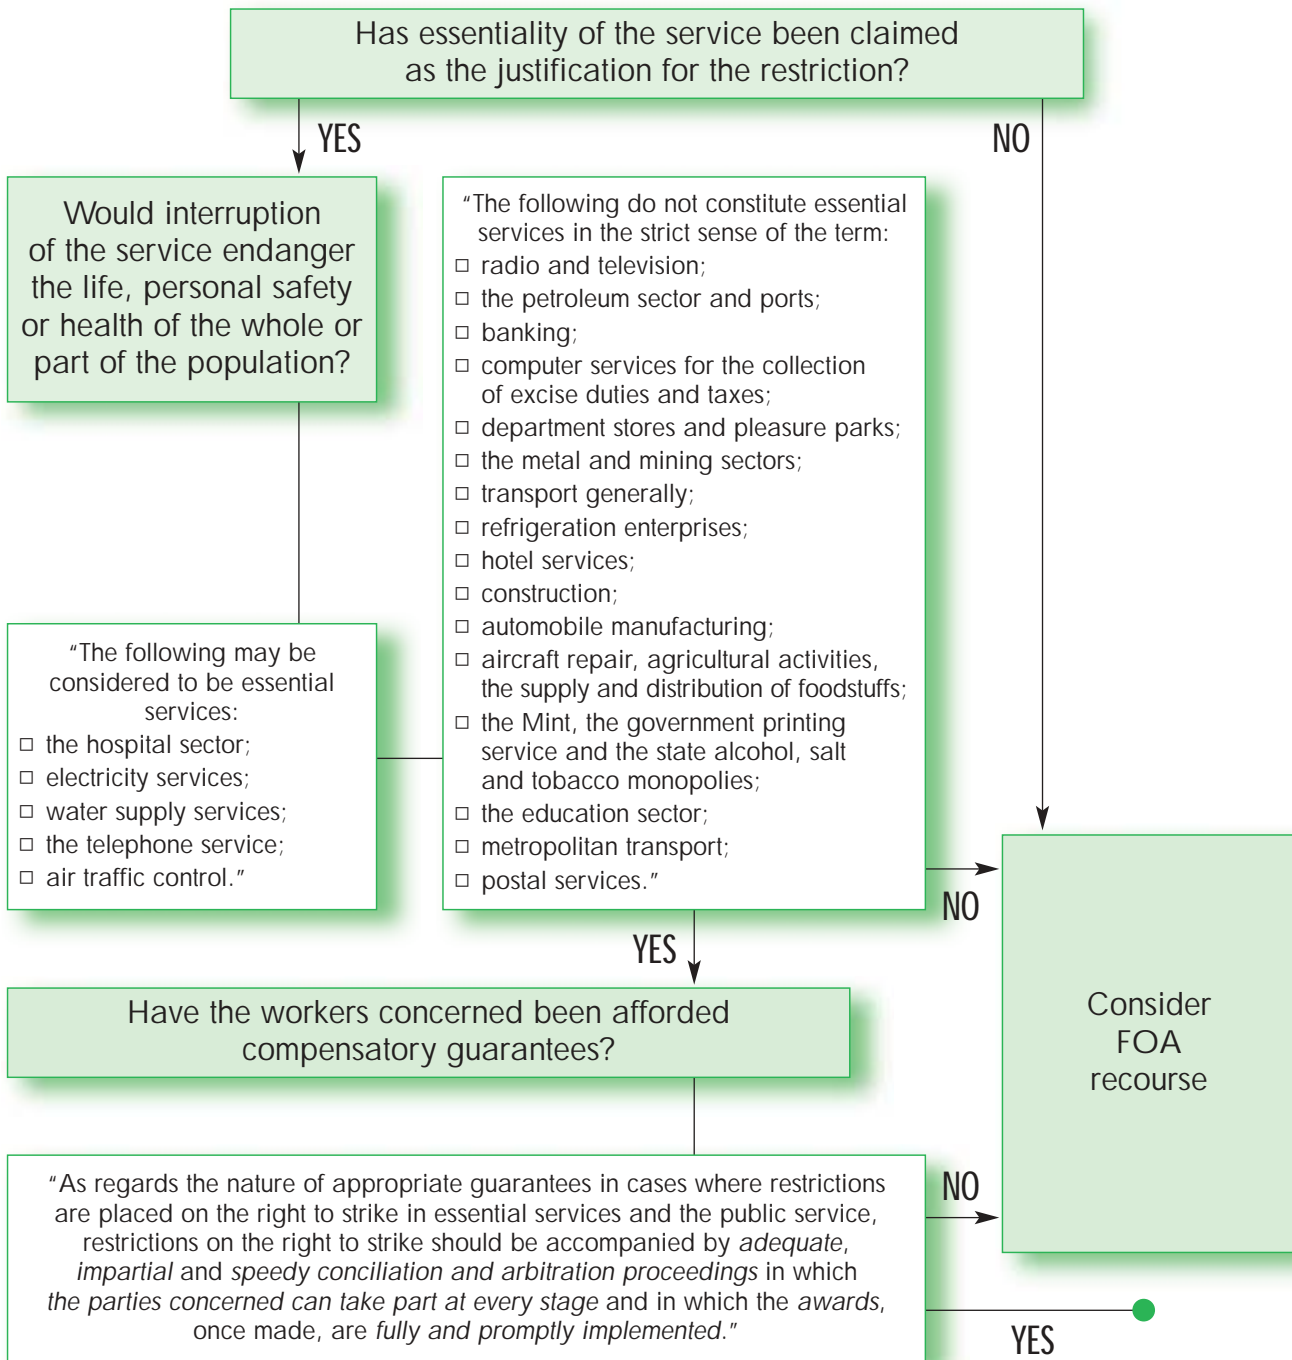 Has essentiality of the service been claimed
as the justification for the restriction?
YES
NO
Would interruption
of the service endanger
the life, personal safety
or health of the whole or
part of the population?
"The following do not constitute essential
services in the strict sense of the term:
□ radio and television;
□ the petroleum sector and ports;
□ banking;
□ computer services for the collection
of excise duties and taxes;
□ department stores and pleasure parks;
□ the metal and mining sectors;
□ transport generally;
□ refrigeration enterprises;
□ hotel services;
□ construction;
□ automobile manufacturing;
□ aircraft repair, agricultural activities,
the supply and distribution of foodstuffs;
□ the Mint, the government printing
service and the state alcohol, salt
and tobacco monopolies;
□ the education sector;
□ metropolitan transport;
□ postal services."
"The following may be
considered to be essential
services:
□ the hospital sector;
□ electricity services;
□ water supply services;
□ the telephone service;
□ air traffic control."
NO
YES
Have the workers concerned been afforded
compensatory guarantees?
Consider
FOA
recourse
"As regards the nature of appropriate guarantees in cases where restrictions
are placed on the right to strike in essential services and the public service,
restrictions on the right to strike should be accompanied by adequate,
impartial and speedy conciliation and arbitration proceedings in which
the parties concerned can take part at every stage and in which the awards,
once made, are fully and promptly implemented."
NO
YES